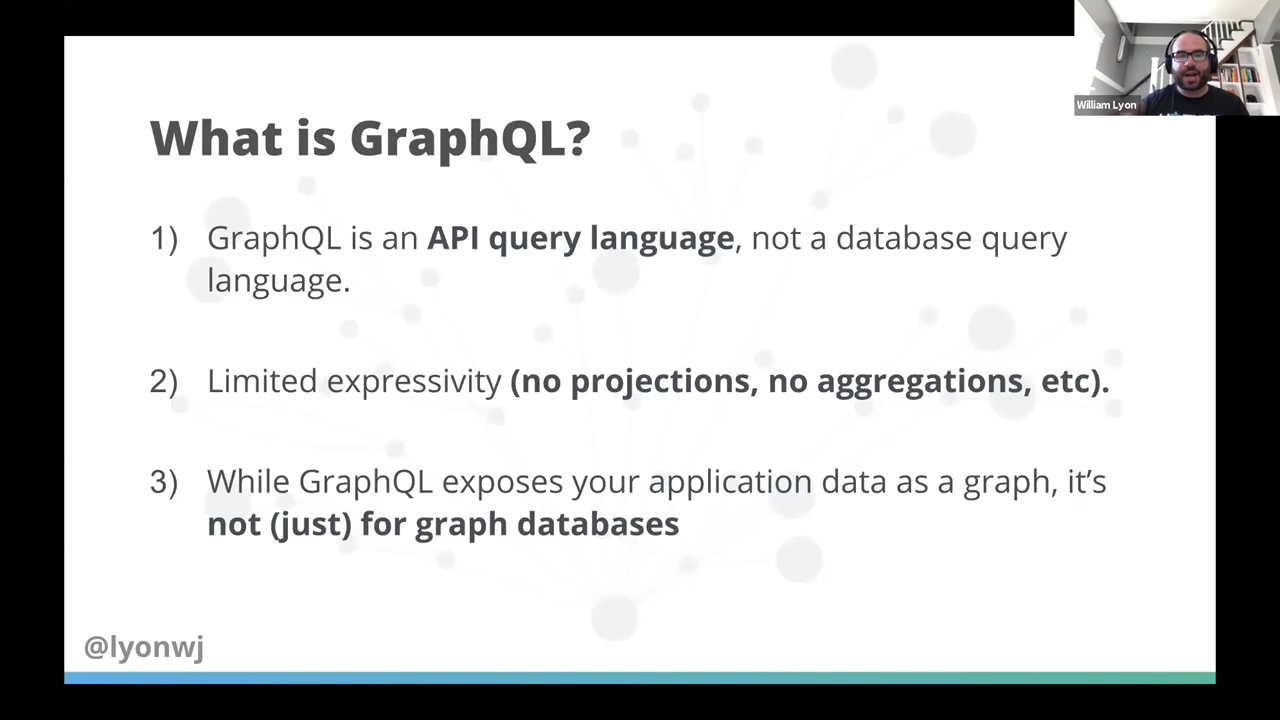 William Lyon
What is GraphQL?
1) GraphQL is an API query language, not a database query
language.
2) Limited expressivity (no projections, no aggregations, etc).
3) While GraphQL exposes your application data as a graph, it’s
not (just) for graph databases
@lyonwj